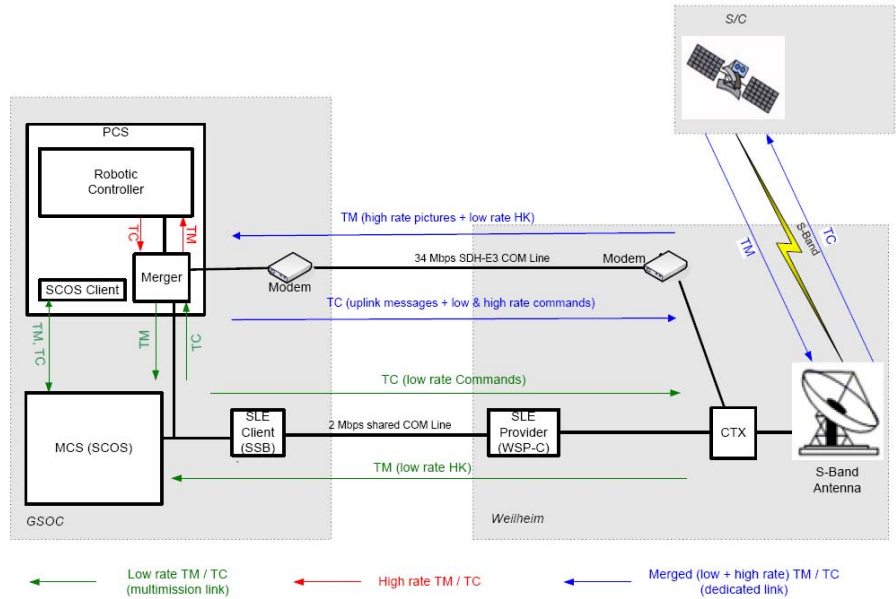 S/C
PCS
Robotic
Controller
TC
TM
TM (high rate pictures + low rate HK)
TM
S-Band
TC
Merger
34 Mbps SDH-E3 COM Line
Modem
Modem
SCOS Client
TC (uplink messages + low & high rate commands)
TM, TC
TM
TC
TC (low rate Commands)
MCS (SCOS)
SLE
Client
(SSB)
2 Mbps shared COM Line
SLE
Provider
(WSP-C)
CTX
TM (low rate HK)
S-Band
Antenna
GSOC
Weilheim
Low rate TM / TC
(multimission link)
High rate TM / TC
Merged (low + high rate) TM / TC
(dedicated link)